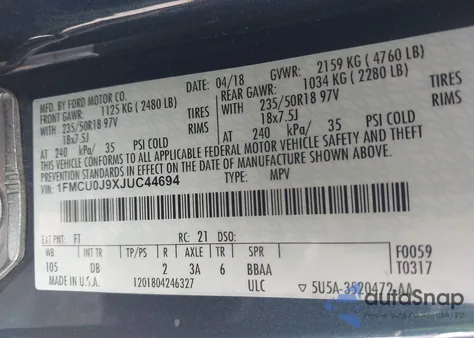 MFD. BY FORD MOTOR CO.
DATE: 04/18 GVWR: 2159 KG ( 4760 LB)
FRONT GAWR: 1125 KG ( 2480 LB) REAR GAWR: 1034 KG ( 2280 LB)
235/50R18 97V TIRES 235/50R18 97V TIRES
18x7.5J RIMS 18x7.5J RIMS
AT 240 kPa/ 35 PSI COLD AT 240 kPa/ 35 PSI COLD
THIS VEHICLE CONFORMS TO ALL APPLICABLE FEDERAL MOTOR VEHICLE SAFETY, BUMPER, AND THEFT
PREVENTION STANDARDS IN EFFECT ON THE DATE OF MANUFACTURE SHOWN ABOVE.
VIN: 1FMCU0J9XJUC44694
TYPE: MPV
EXT PNT: FT RC: 21 DSO:
WB INT TR TP/PS R AXLE TR SPR F0059
105 DB 2 3A 6 BBAA T0317
MADE IN U.S.A. 1201804246327 ULC ▽ 5U5A-3520472-AA
autoSnap
Affordable Auto Auctions